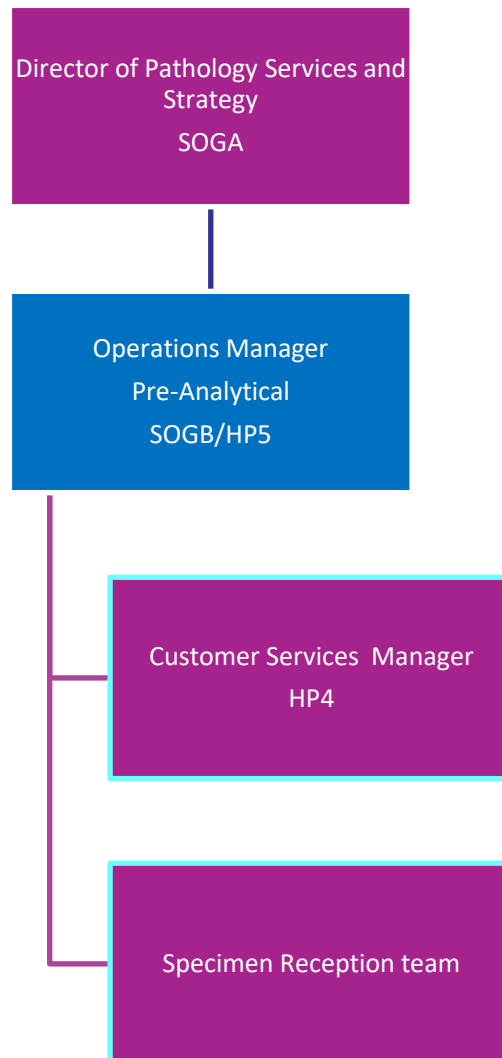 Director of Pathology Services and
Strategy
SOGA
Operations Manager
Pre-Analytical
SOGB/HP5
Customer Services  Manager
HP4
Specimen Reception team